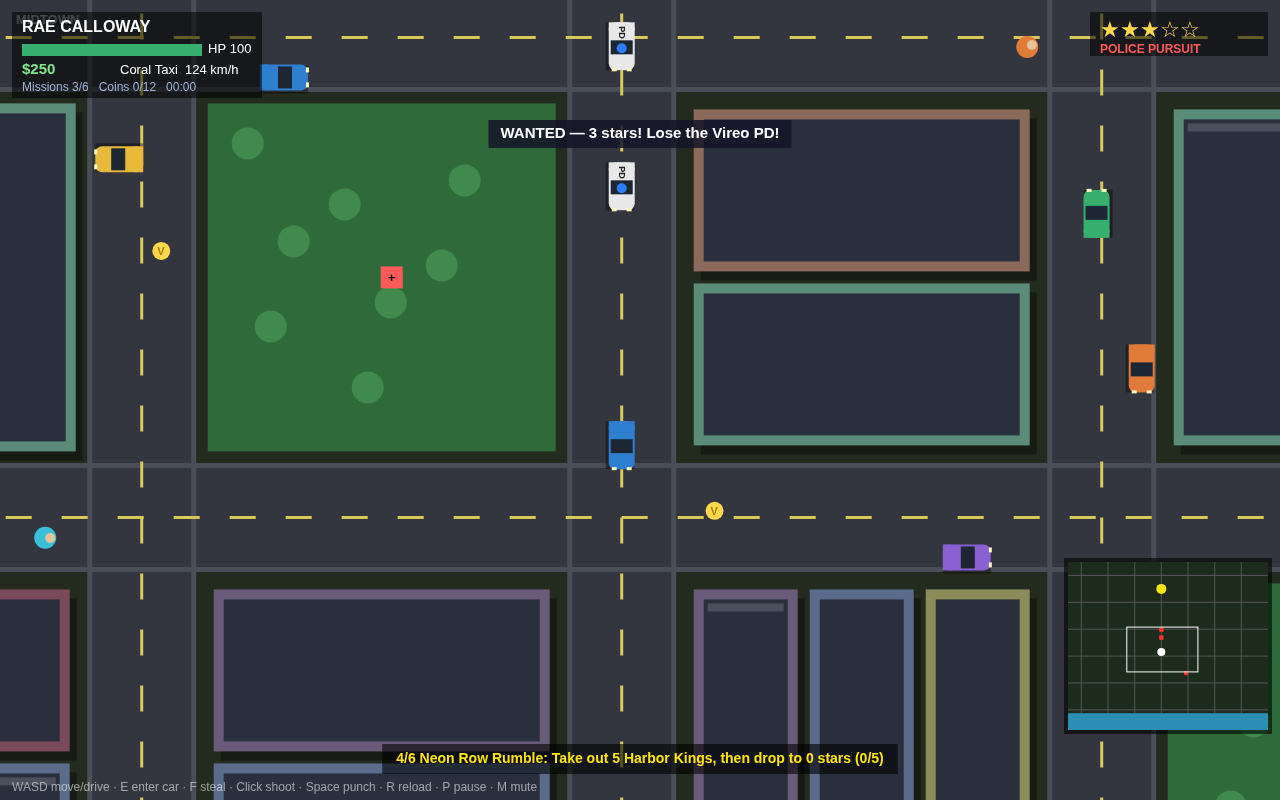 MIDTOWN
RAE CALLOWAY
HP 100
$250
Coral Taxi 124 km/h
Missions 3/6 Coins 0/12 00:00
★★★☆☆
POLICE PURSUIT
PD
WANTED — 3 stars! Lose the Vireo PD!
PD
V
+
V
4/6 Neon Row Rumble: Take out 5 Harbor Kings, then drop to 0 stars (0/5)
WASD move/drive · E enter car · F steal · Click shoot · Space punch · R reload · P pause · M mute